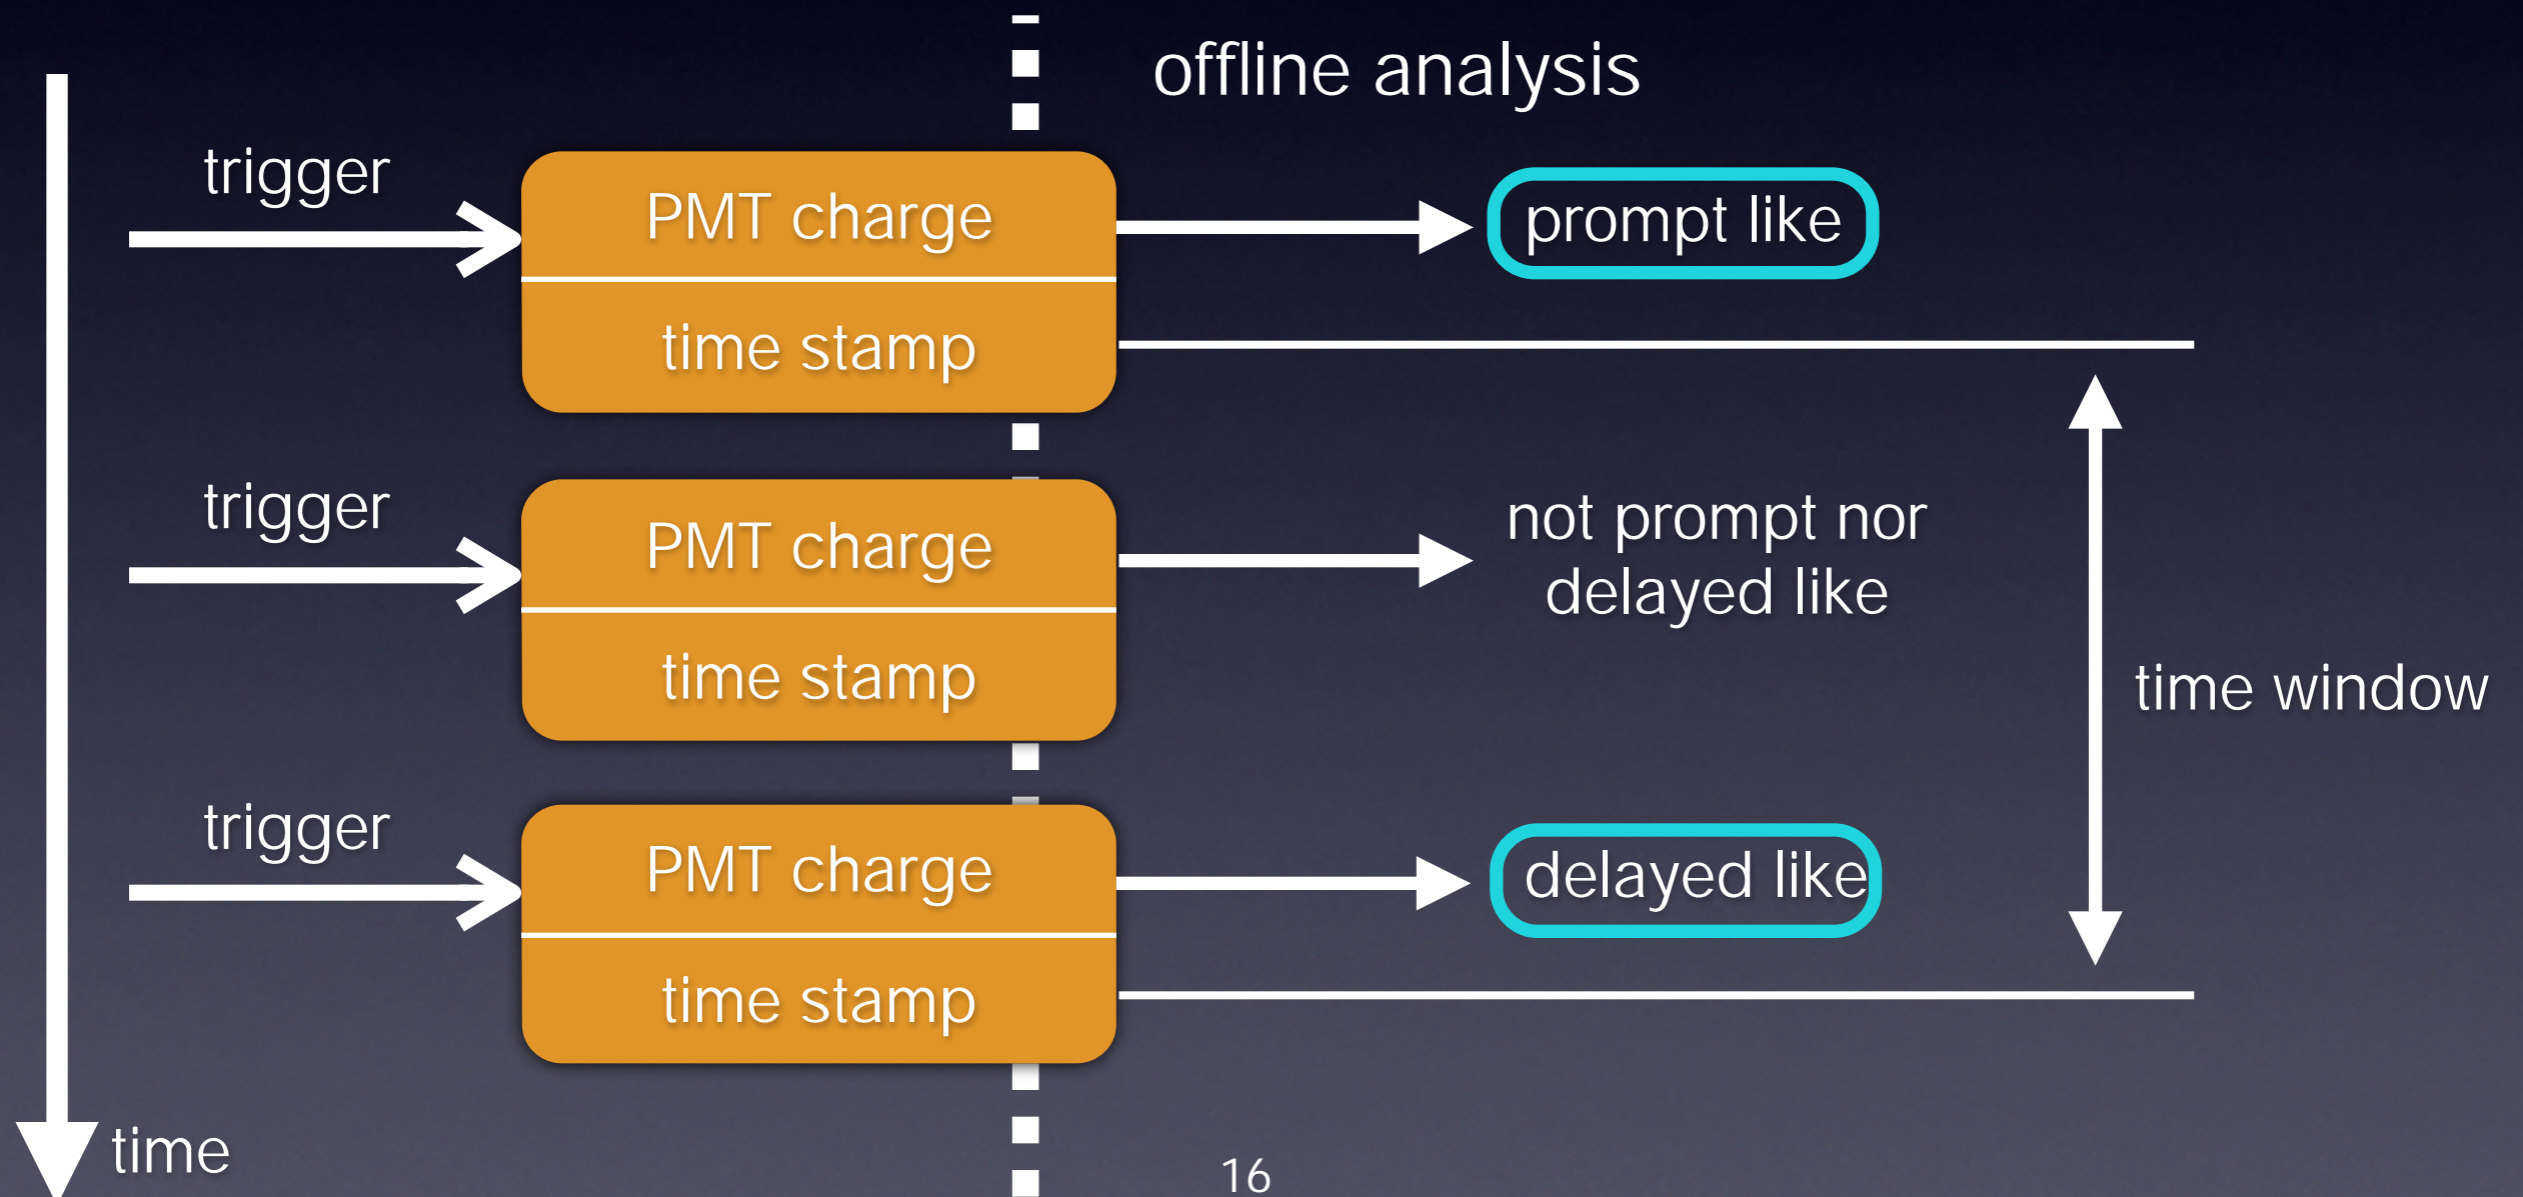 offline analysis
trigger
PMT charge
prompt like
time stamp
trigger
PMT charge
not prompt nor
delayed like
time stamp
time window
trigger
PMT charge
delayed like
time stamp
time
16